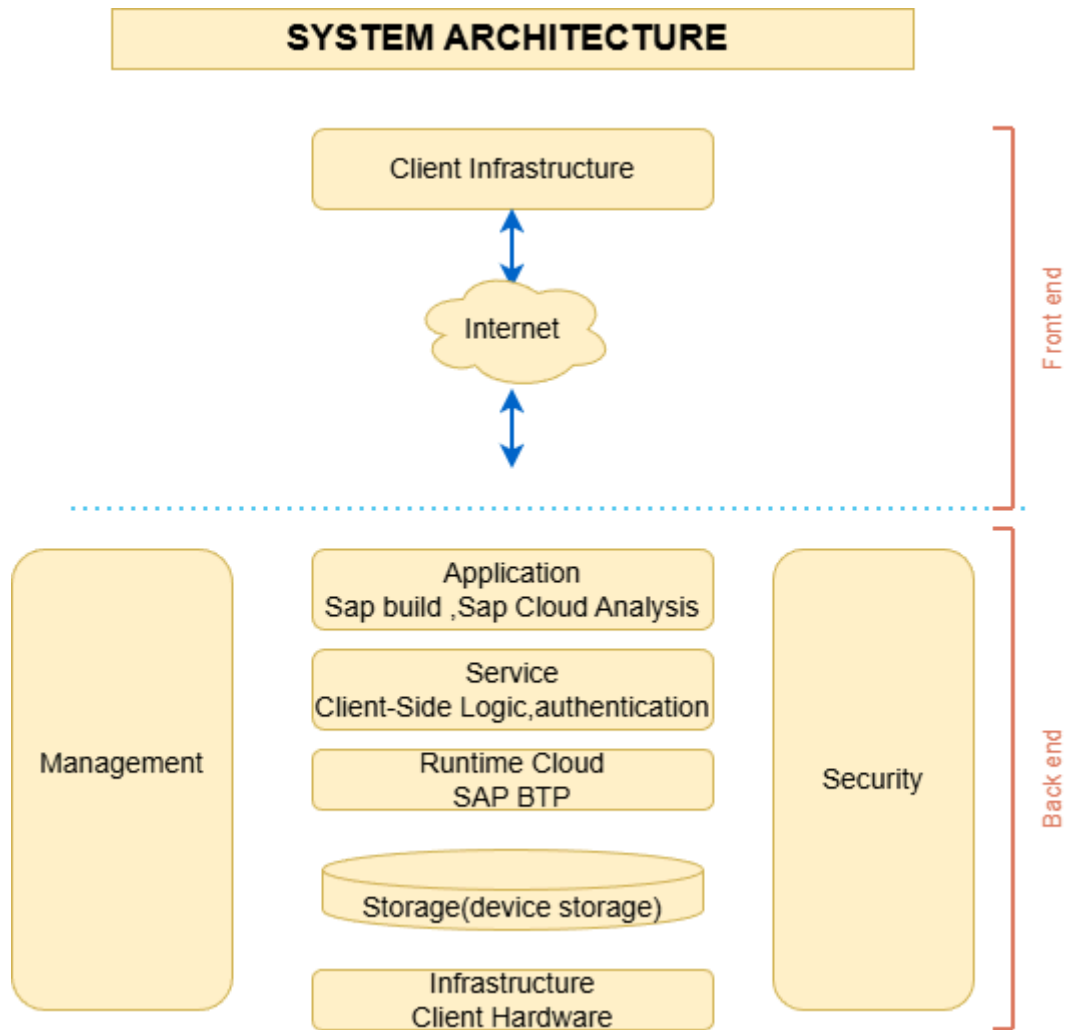 SYSTEM ARCHITECTURE
Client Infrastructure
Internet
Front end
Application
Sap build ,Sap Cloud Analysis
Service
Client-Side Logic,authentication
Management
Runtime Cloud
SAP BTP
Security
Back end
Storage(device storage)
Infrastructure
Client Hardware